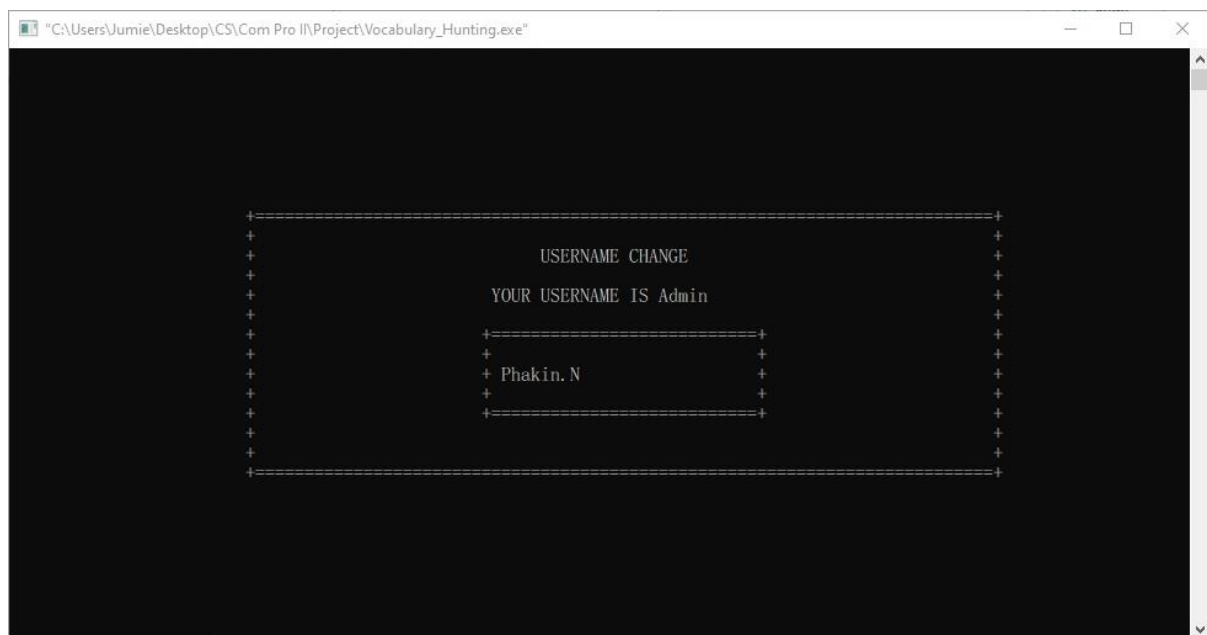 "C:\Users\Jumie\Desktop\CS\Com Pro II\Project\Vocabulary_Hunting.exe"
USERNAME CHANGE
YOUR USERNAME IS Admin
Phakin.N